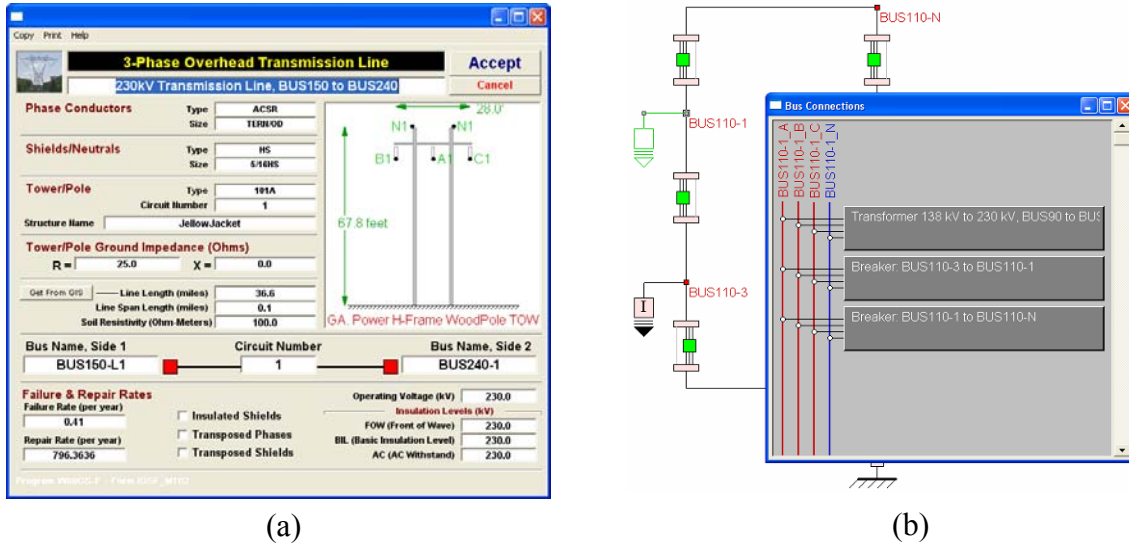 Copy Print Help
3-Phase Overhead Transmission Line
Accept
230kV Transmission Line, BUS150 to BUS240
Cancel
Phase Conductors
Type ACSR
Size TERN/OD
Shields/Neutrals
Type HS
Size 5/16HS
Tower/Pole
Type 101A
Circuit Number 1
Structure Name JellowJacket
Tower/Pole Ground Impedance (Ohms)
R = 25.0 X = 0.0
Get From GIS
Line Length (miles) 36.6
Line Span Length (miles) 0.1
Soil Resistivity (Ohm-Meters) 100.0
28.0'
N1 N1
B1 A1 C1
67.8 feet
GA. Power H-Frame WoodPole TOW
Bus Name, Side 1 Circuit Number Bus Name, Side 2
BUS150-L1 1 BUS240-1
Failure & Repair Rates
Failure Rate (per year)
0.41
Repair Rate (per year)
796.3636
Insulated Shields
Transposed Phases
Transposed Shields
Operating Voltage (kV) 230.0
Insulation Levels (kV)
FOW (Front of Wave) 230.0
BIL (Basic Insulation Level) 230.0
AC (AC Withstand) 230.0
(a)
BUS110-N
BUS110-1
BUS110-3
I
Bus Connections
BUS110-1_A
BUS110-1_B
BUS110-1_C
BUS110-1_N
Transformer 138 kV to 230 kV, BUS90 to BUS
Breaker: BUS110-3 to BUS110-1
Breaker: BUS110-1 to BUS110-N
(b)